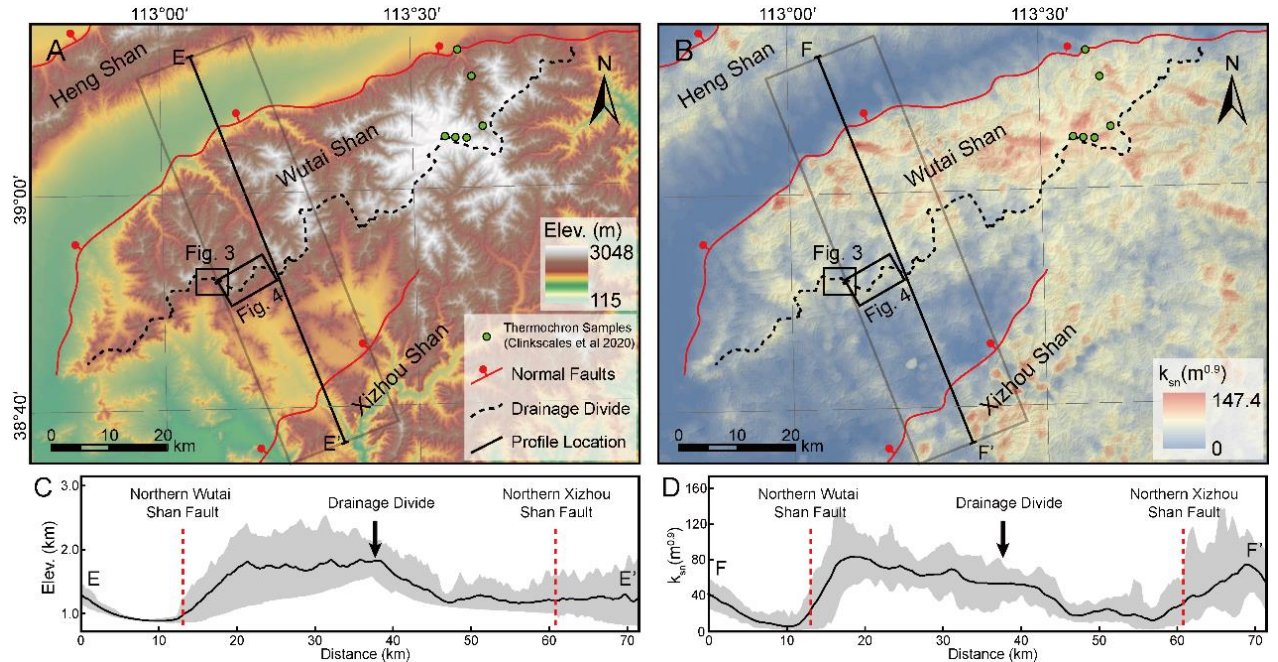 113°00' 113°30' 113°00' 113°30'
A
E
Heng Shan
N
Wutai Shan
39°00'
Fig. 3
Fig. 4
Elev. (m)
3048
115
Thermochron Samples
(Clinkscales et al 2020)
Normal Faults
Drainage Divide
Profile Location
Xizhou Shan
38°40'
0 10 20
km
E'
B
F
Heng Shan
N
Wutai Shan
Fig. 3
Fig. 4
Xizhou Shan
ksn(m0.9)
147.4
0
0 10 20
km
F'
C
3.0
2.0
1.0
Elev. (km)
Northern Wutai
Shan Fault
Drainage Divide
Northern Xizhou
Shan Fault
E
E'
0 10 20 30 40 50 60 70
Distance (km)
D
160
120
80
40
0
ksn(m0.9)
Northern Wutai
Shan Fault
Drainage Divide
Northern Xizhou
Shan Fault
F
F'
0 10 20 30 40 50 60 70
Distance (km)